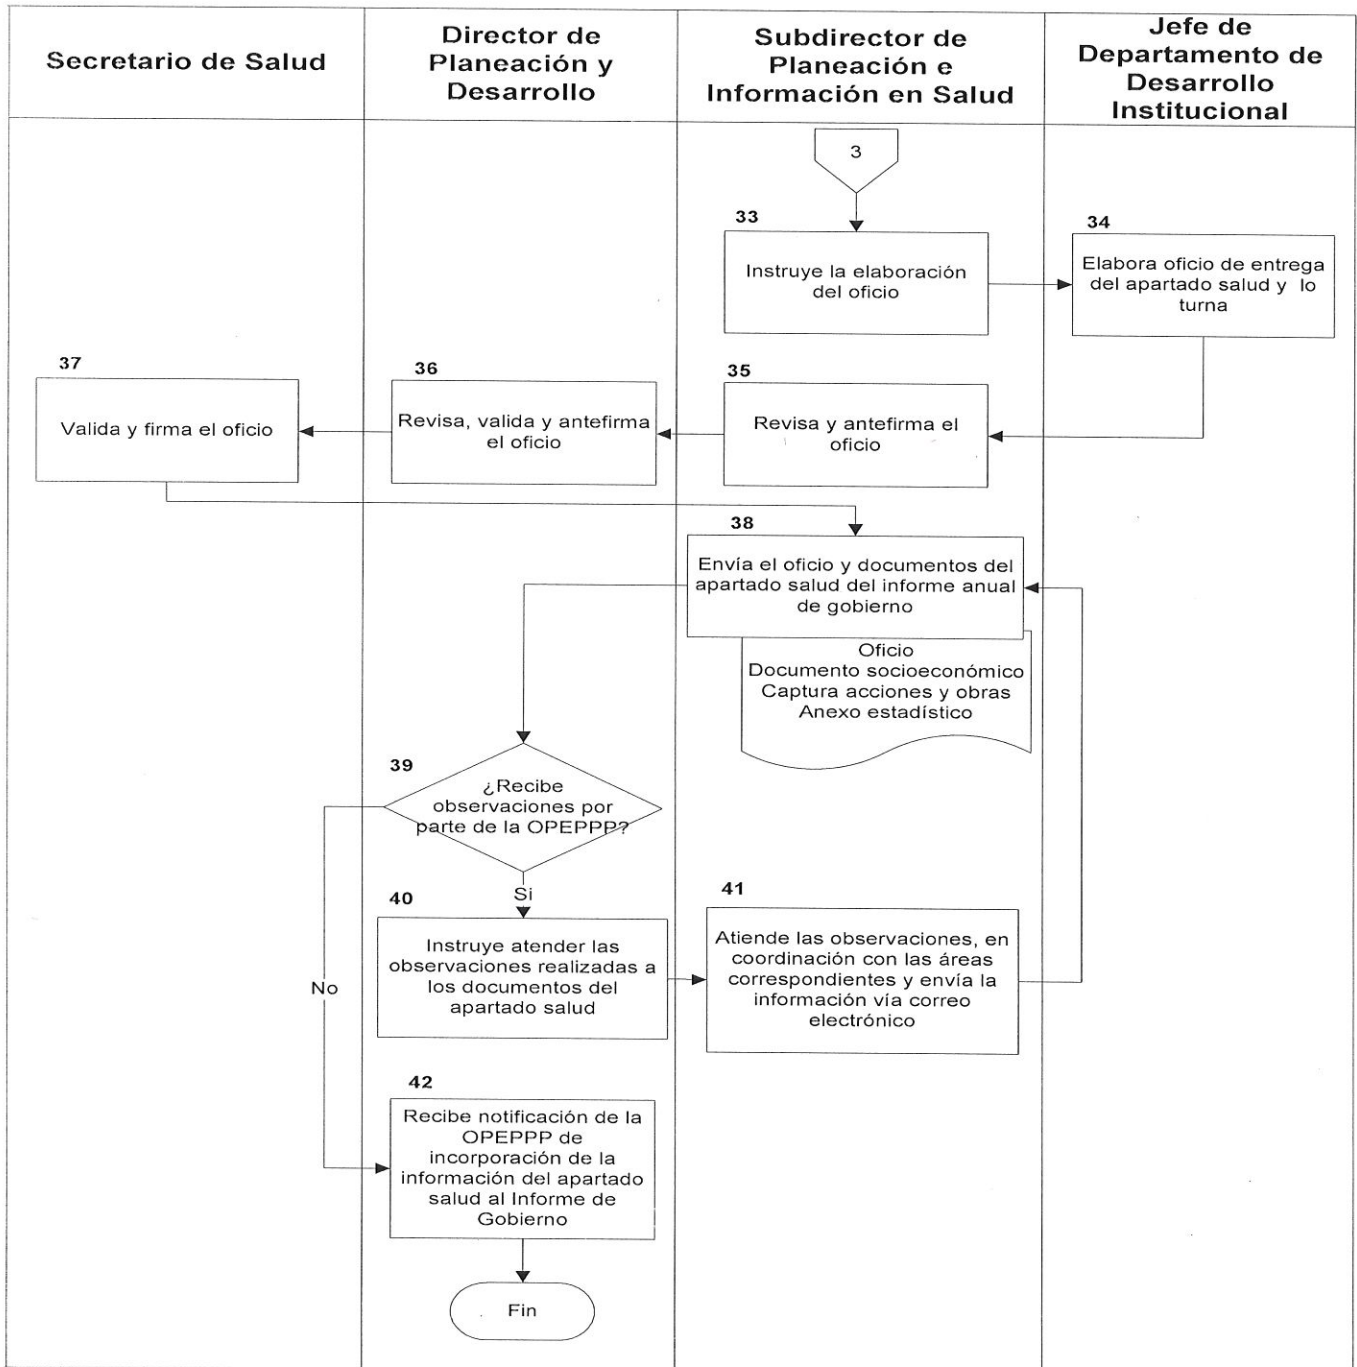 Secretario de Salud
Director de
Planeación y
Desarrollo
Subdirector de
Planeación e
Información en Salud
Jefe de
Departamento de
Desarrollo
Institucional
3
33
Instruye la elaboración
del oficio
34
Elabora oficio de entrega
del apartado salud y lo
turna
37
Valida y firma el oficio
36
Revisa, valida y antefirma
el oficio
35
Revisa y antefirma el
oficio
38
Envía el oficio y documentos del
apartado salud del informe anual
de gobierno
Oficio
Documento socioeconómico
Captura acciones y obras
Anexo estadístico
39
¿Recibe
observaciones por
parte de la OPEPPP?
Si
No
40
Instruye atender las
observaciones realizadas a
los documentos del
apartado salud
41
Atiende las observaciones, en
coordinación con las áreas
correspondientes y envía la
información vía correo
electrónico
42
Recibe notificación de la
OPEPPP de
incorporación de la
información del apartado
salud al Informe de
Gobierno
Fin